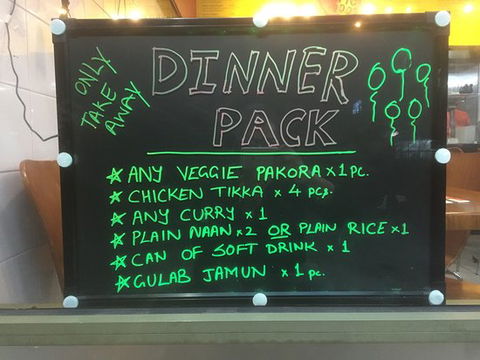 ONLY
TAKE
AWAY
DINNER
PACK
☆ ANY VEGGIE PAKORA x 1 PC.
☆ CHICKEN TIKKA x 4 PCS.
☆ ANY CURRY x 1
☆ PLAIN NAAN x 2 OR PLAIN RICE x 1
☆ CAN OF SOFT DRINK x 1
☆ GULAB JAMUN x 1 PC.